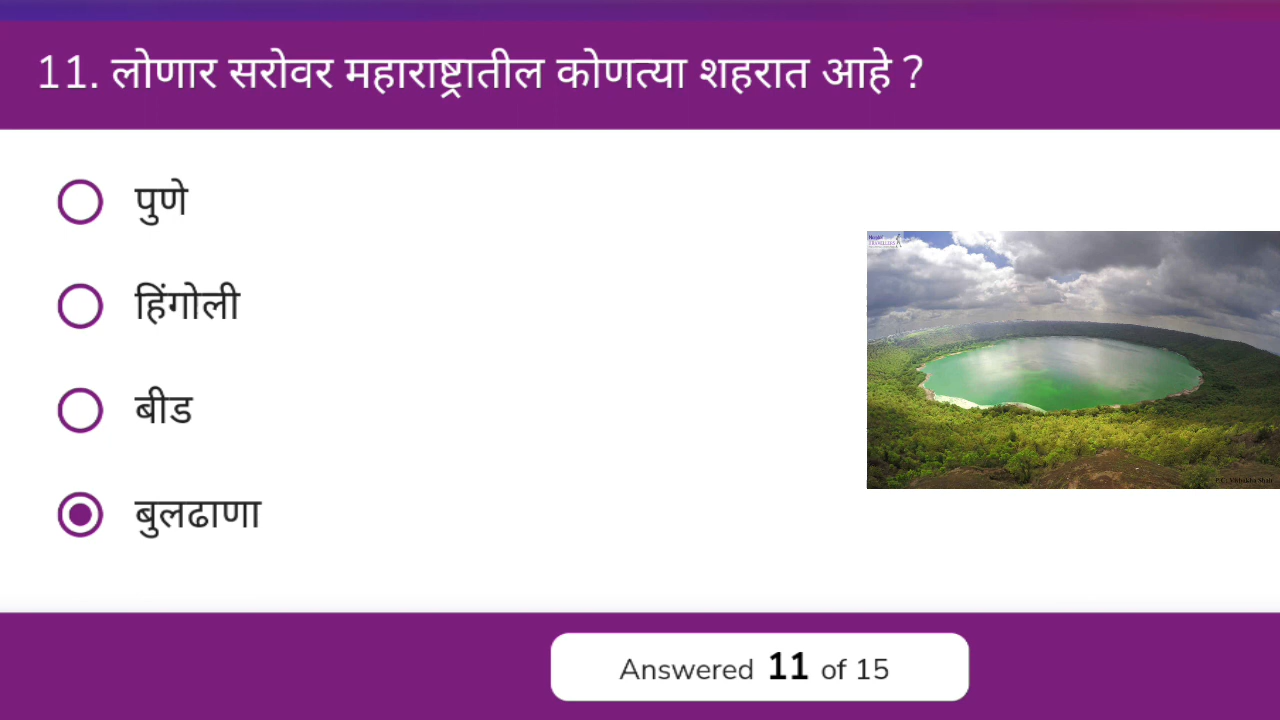 11. लोणार सरोवर महाराष्ट्रातील कोणत्या शहरात आहे ?
पुणे
हिंगोली
बीड
बुलढाणा
Answered 11 of 15